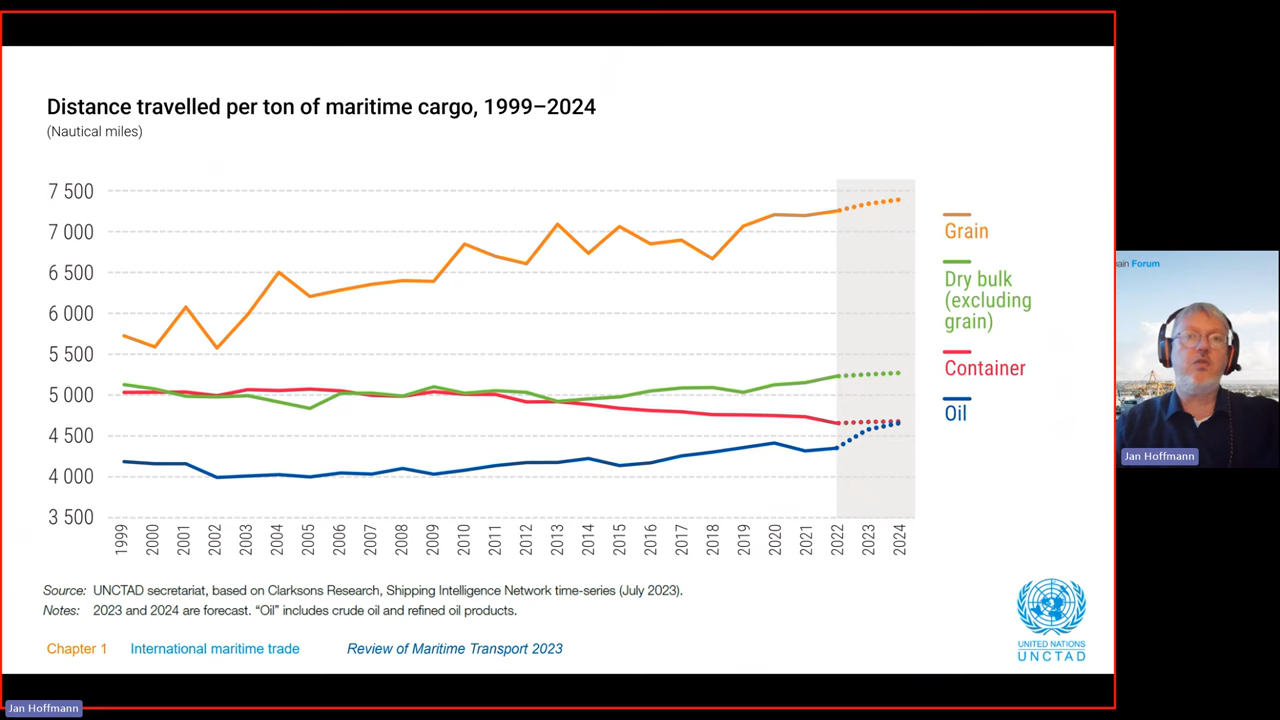 Distance travelled per ton of maritime cargo, 1999–2024
(Nautical miles)
7 500
7 000
6 500
6 000
5 500
5 000
4 500
4 000
3 500
1999
2000
2001
2002
2003
2004
2005
2006
2007
2008
2009
2010
2011
2012
2013
2014
2015
2016
2017
2018
2019
2020
2021
2022
2023
2024
Grain
Dry bulk
(excluding
grain)
Container
Oil
Source: UNCTAD secretariat, based on Clarksons Research, Shipping Intelligence Network time-series (July 2023).
Notes: 2023 and 2024 are forecast. “Oil” includes crude oil and refined oil products.
Chapter 1 International maritime trade Review of Maritime Transport 2023
UNITED NATIONS
UNCTAD
Forum
Jan Hoffmann
Jan Hoffmann